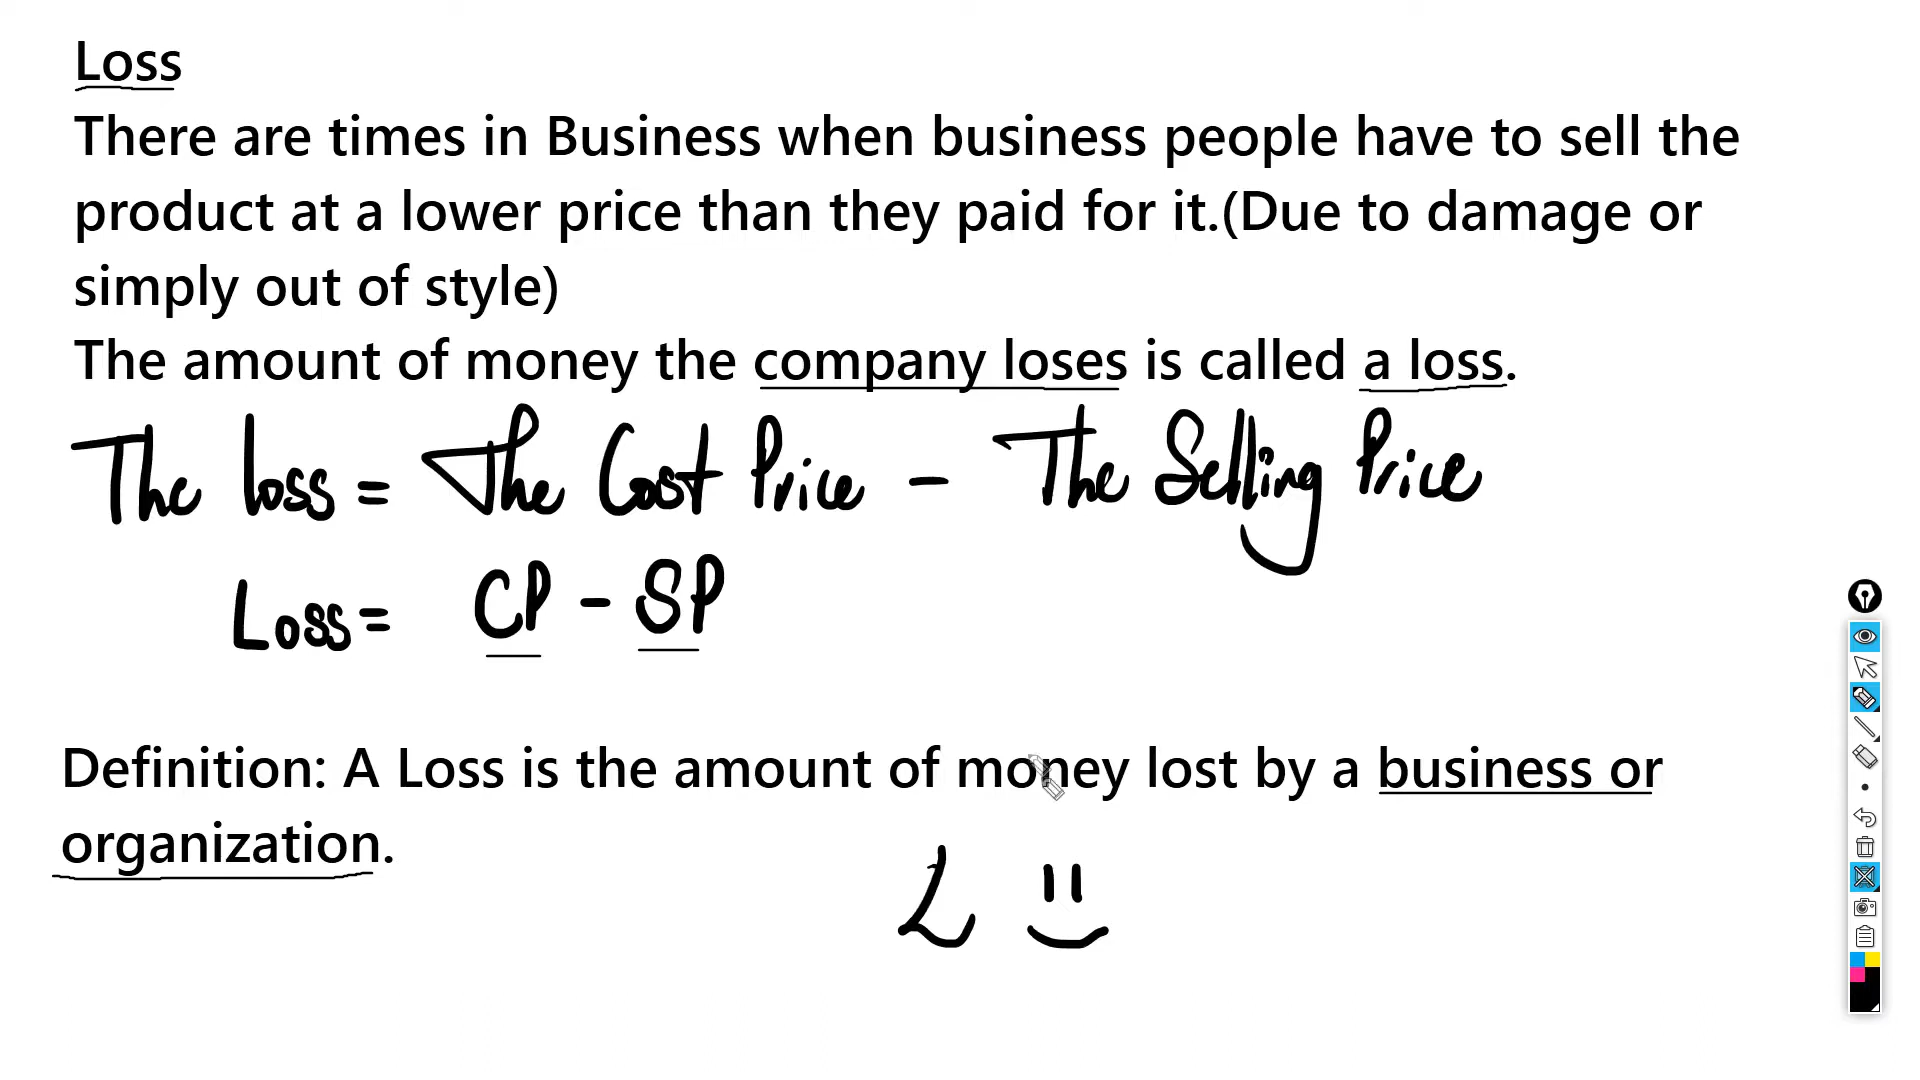 Loss
There are times in Business when business people have to sell the
product at a lower price than they paid for it.(Due to damage or
simply out of style)
The amount of money the company loses is called a loss.
The loss = The Cost Price - The Selling Price
Loss = CP - SP
Definition: A Loss is the amount of money lost by a business or
organization.
L